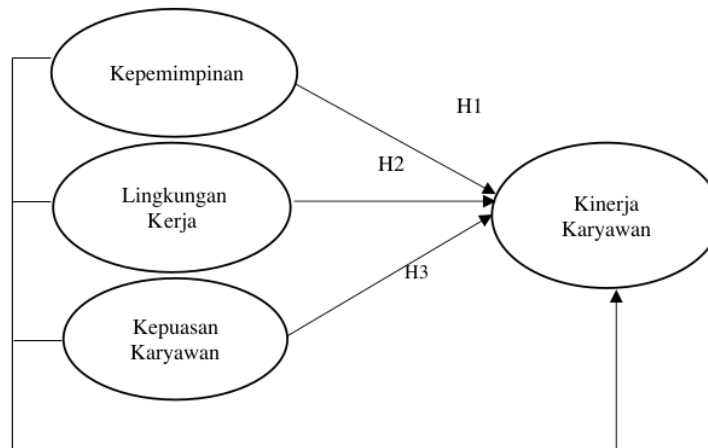 Kepemimpinan
H1
H2
Lingkungan
Kerja
Kinerja
Karyawan
H3
Kepuasan
Karyawan